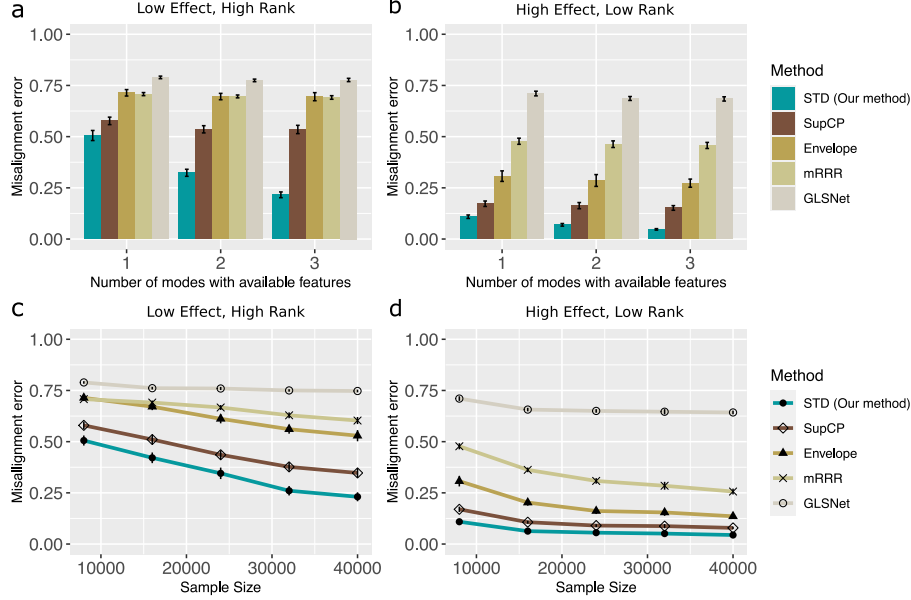 a
Low Effect, High Rank
1.00
0.75
0.50
0.25
0.00
Misalignment error
1
2
3
Number of modes with available features
b
High Effect, Low Rank
1.00
0.75
0.50
0.25
0.00
Misalignment error
1
2
3
Number of modes with available features
Method
STD (Our method)
SupCP
Envelope
mRRR
GLSNet
c
Low Effect, High Rank
1.00
0.75
0.50
0.25
0.00
Misallignment error
10000
20000
30000
40000
Sample Size
d
High Effect, Low Rank
1.00
0.75
0.50
0.25
0.00
Misallignment error
10000
20000
30000
40000
Sample Size
Method
STD (Our method)
SupCP
Envelope
mRRR
GLSNet